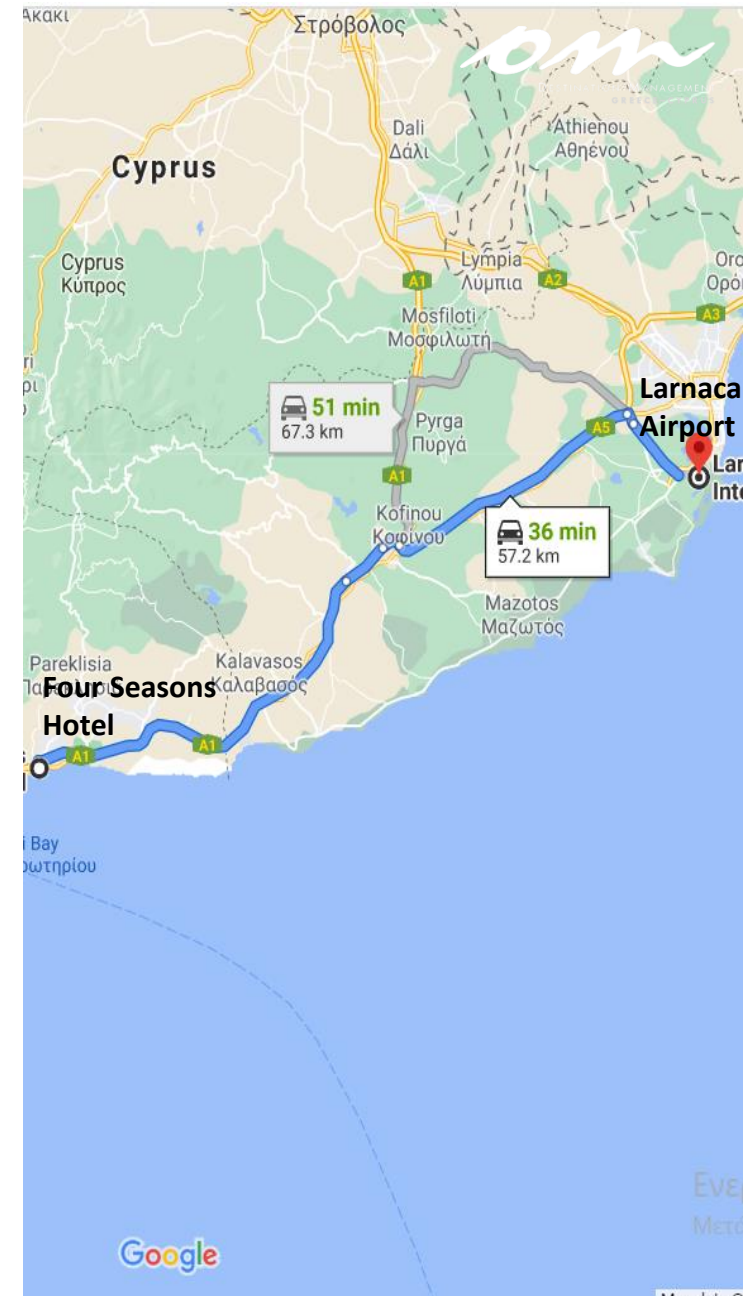 Στρόβολος
om
Dali
Δάλι
Athienou
Αθηένου
Cyprus
Cyprus
Κύπρος
Lympia
Λύμπια
A1
A2
Mosfiloti
Μοσφιλωτή
A3
51 min
67.3 km
Larnaca
Airport
A5
Pyrga
Πυργά
A1
Kofinou
Κοφίνου
36 min
57.2 km
Mazotos
Μαζωτός
Pareklisia
Kalavasos
Καλαβασός
Four Seasons
Hotel
A1
A1
Bay
Google